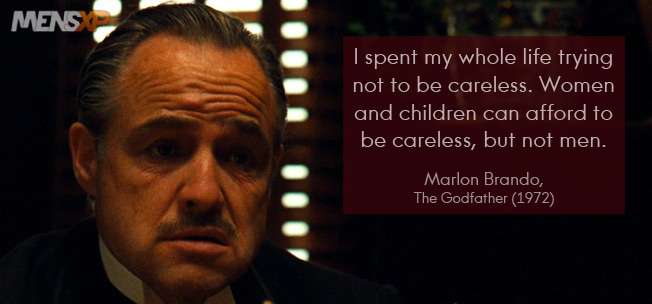 MENSXP
I spent my whole life trying
not to be careless. Women
and children can afford to
be careless, but not men.
Marlon Brando,
The Godfather (1972)